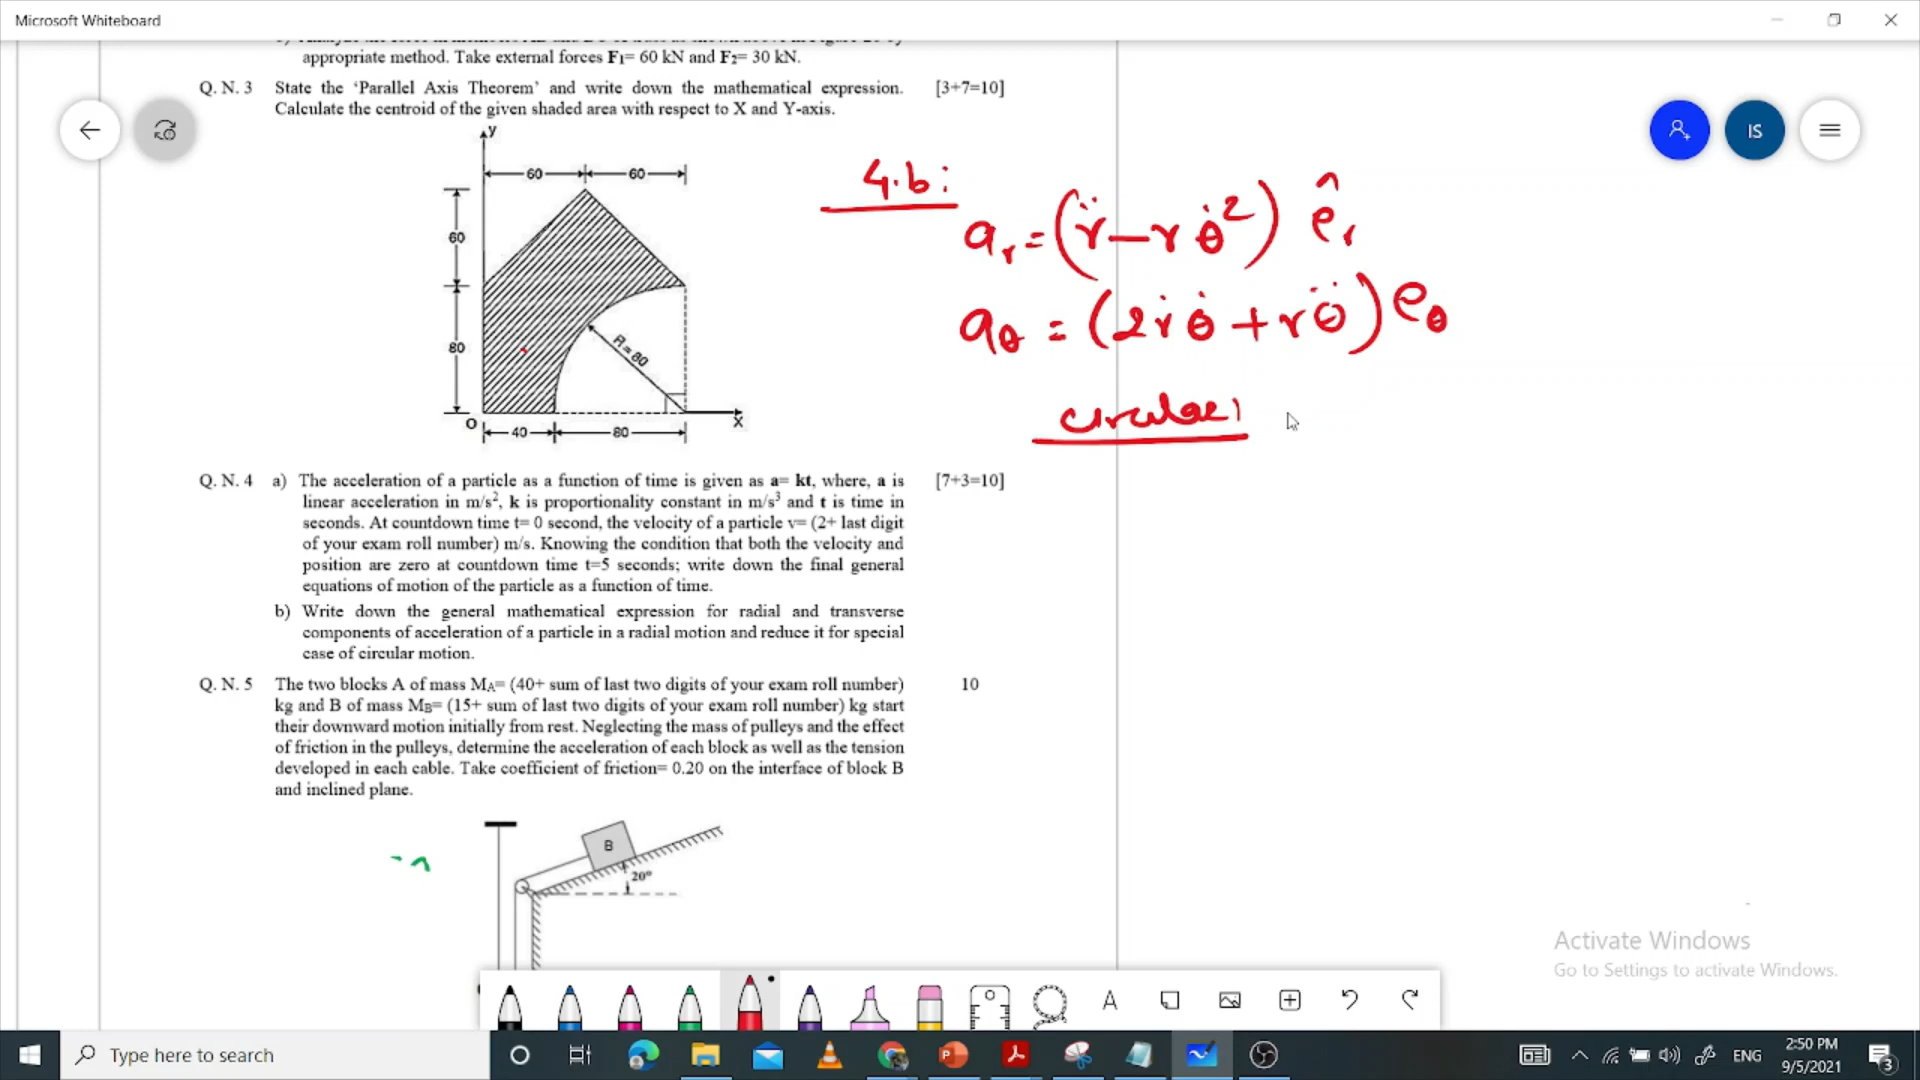 Microsoft Whiteboard
appropriate method. Take external forces F1= 60 kN and F2= 30 kN.
Q. N. 3 State the ‘Parallel Axis Theorem’ and write down the mathematical expression. [3+7=10]
Calculate the centroid of the given shaded area with respect to X and Y-axis.
y
60 60
60
80
R=80
O
X
40 80
4.b:
a_r = (r̈ − r θ̇²) ê_r
a_θ = (2ṙθ̇ + rθ̈) e_θ
circular:
IS
Q. N. 4 a) The acceleration of a particle as a function of time is given as a= kt, where, a is [7+3=10]
linear acceleration in m/s², k is proportionality constant in m/s³ and t is time in
seconds. At countdown time t= 0 second, the velocity of a particle v= (2+ last digit
of your exam roll number) m/s. Knowing the condition that both the velocity and
position are zero at countdown time t=5 seconds; write down the final general
equations of motion of the particle as a function of time.
b) Write down the general mathematical expression for radial and transverse
components of acceleration of a particle in a radial motion and reduce it for special
case of circular motion.
Q. N. 5 The two blocks A of mass MA= (40+ sum of last two digits of your exam roll number) 10
kg and B of mass MB= (15+ sum of last two digits of your exam roll number) kg start
their downward motion initially from rest. Neglecting the mass of pulleys and the effect
of friction in the pulleys, determine the acceleration of each block as well as the tension
developed in each cable. Take coefficient of friction= 0.20 on the interface of block B
and inclined plane.
B
20°
Activate Windows
Go to Settings to activate Windows.
Type here to search
ENG
2:50 PM
9/5/2021
3